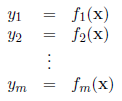 y₁ = f₁(x)
y₂ = f₂(x)
⋮
yₘ = fₘ(x)